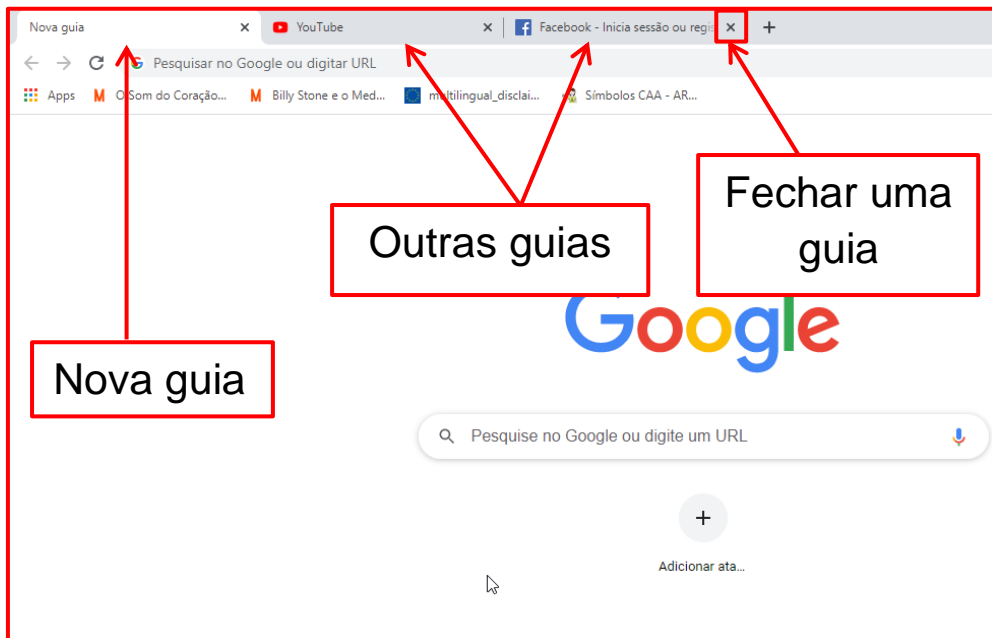 Nova guia
YouTube
Facebook - Inicia sessão ou regis
Pesquisar no Google ou digitar URL
Apps
O Som do Coração...
Billy Stone e o Med...
multilingual_disclai...
Símbolos CAA - AR...
Outras guias
Fechar uma
guia
Google
Nova guia
Pesquise no Google ou digite um URL
Adicionar ata...